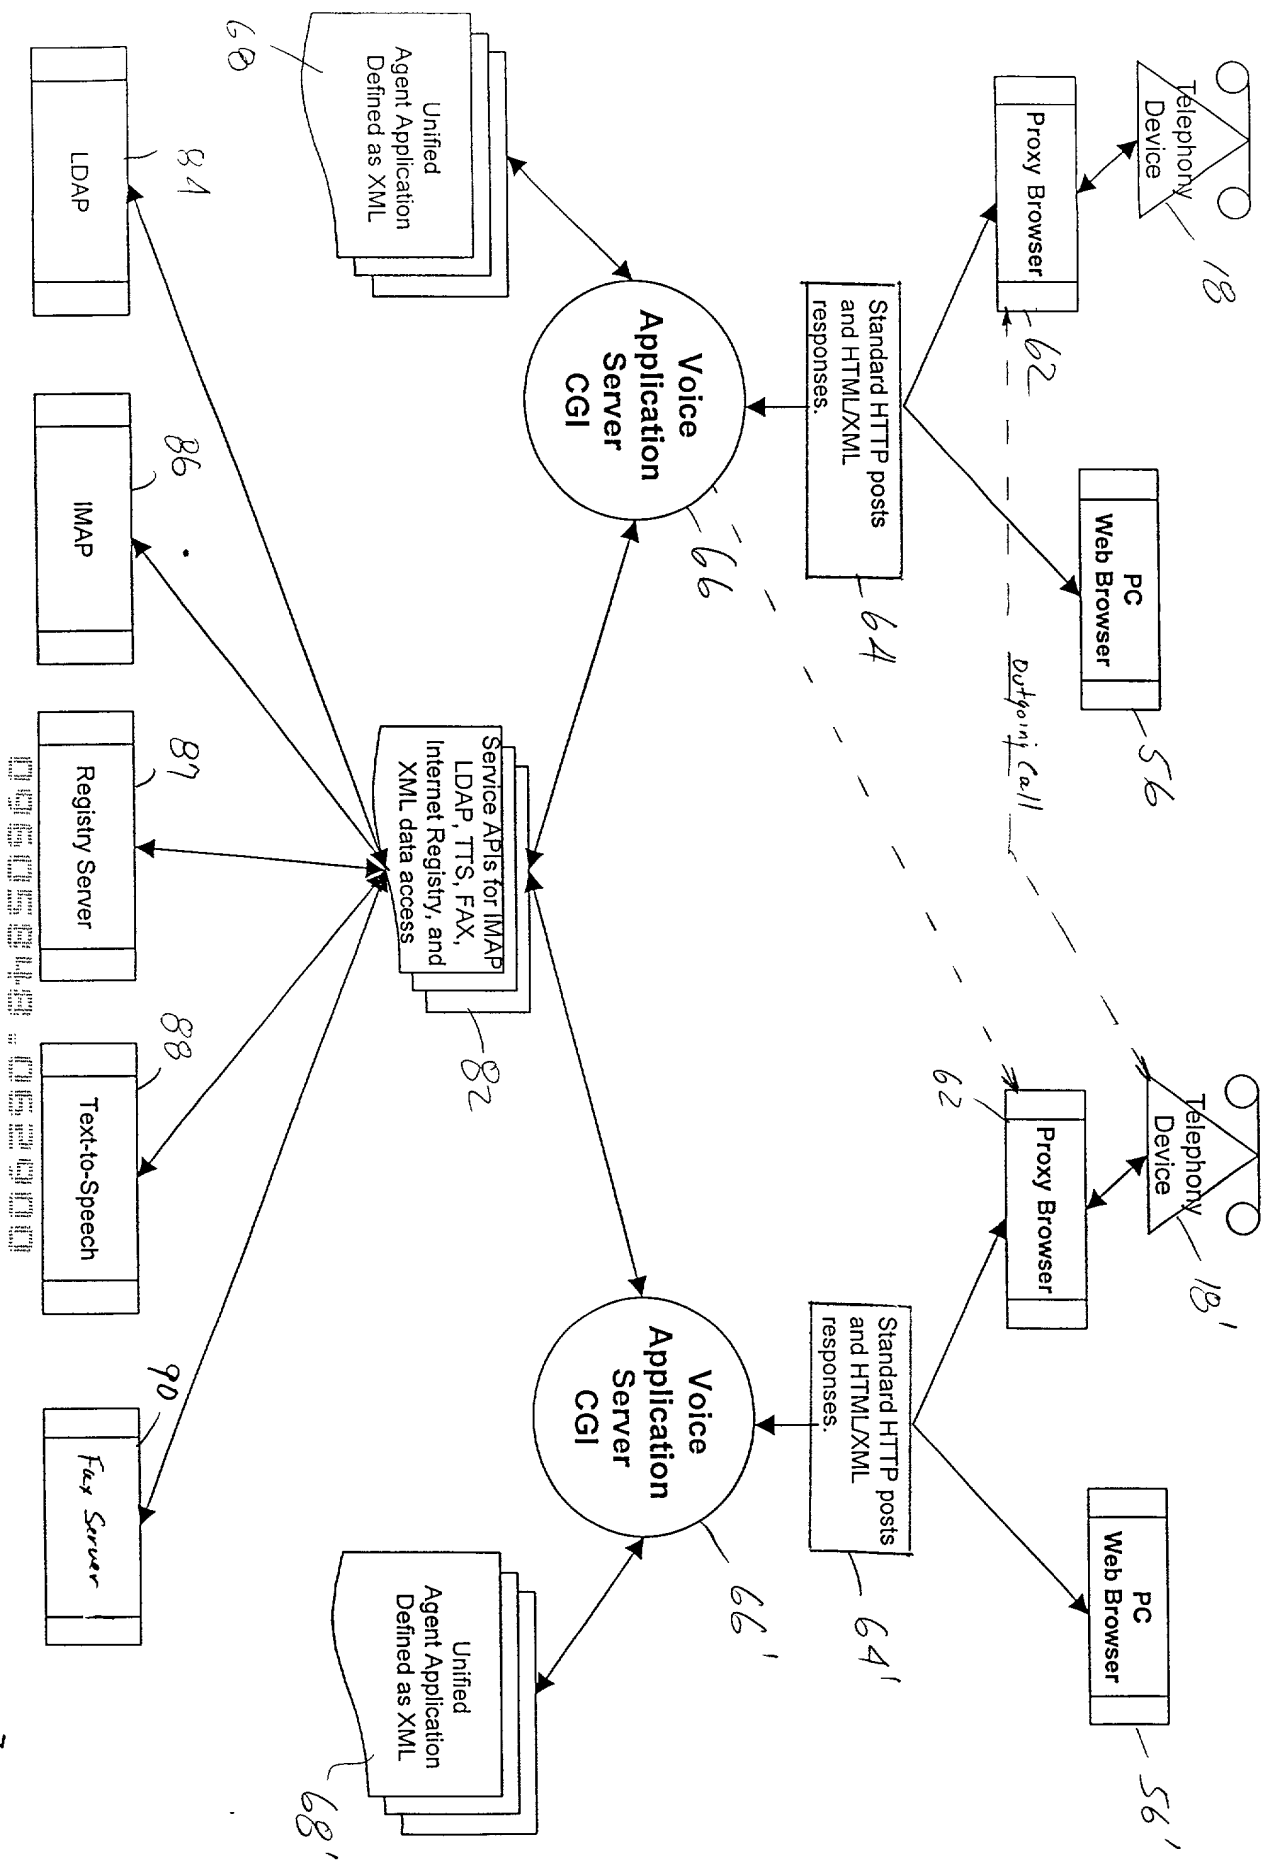 Telephony
Device
18
Proxy Browser
62
PC
Web Browser
56
Outgoing Call
Telephony
Device
18'
Proxy Browser
62
PC
Web Browser
56'
Standard HTTP posts
and HTML/XML
responses.
64
Standard HTTP posts
and HTML/XML
responses.
64'
Voice
Application
Server
CGI
66
Voice
Application
Server
CGI
66'
Unified
Agent Application
Defined as XML
68
Service APIs for IMAP
LDAP, TTS, FAX,
Internet Registry, and
XML data access
82
Unified
Agent Application
Defined as XML
68'
LDAP
84
IMAP
86
Registry Server
87
Text-to-Speech
88
Fax Server
90
09605848.062900